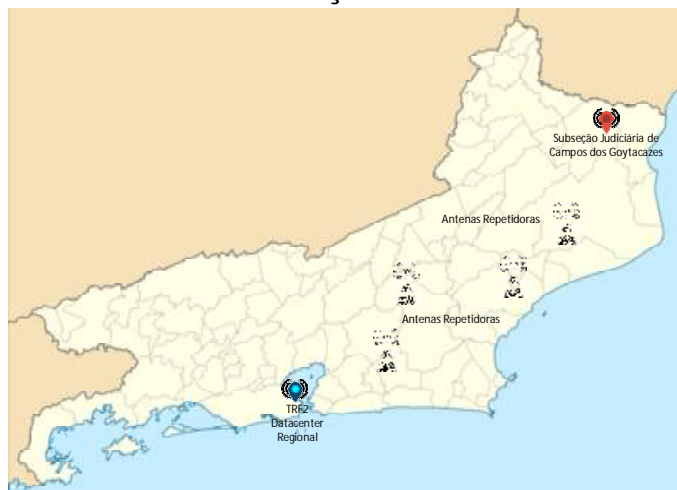 Subseção Judiciária de
Campos dos Goytacazes
Antenas Repetidoras
Antenas Repetidoras
TRF2
Datacenter
Regional